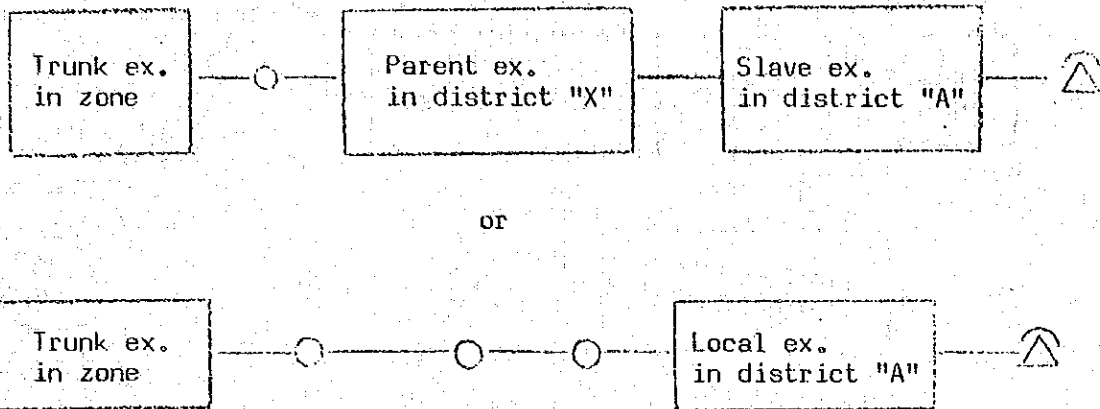 Trunk ex.
in zone
Parent ex.
in district "X"
Slave ex.
in district "A"
or
Trunk ex.
in zone
Local ex.
in district "A"